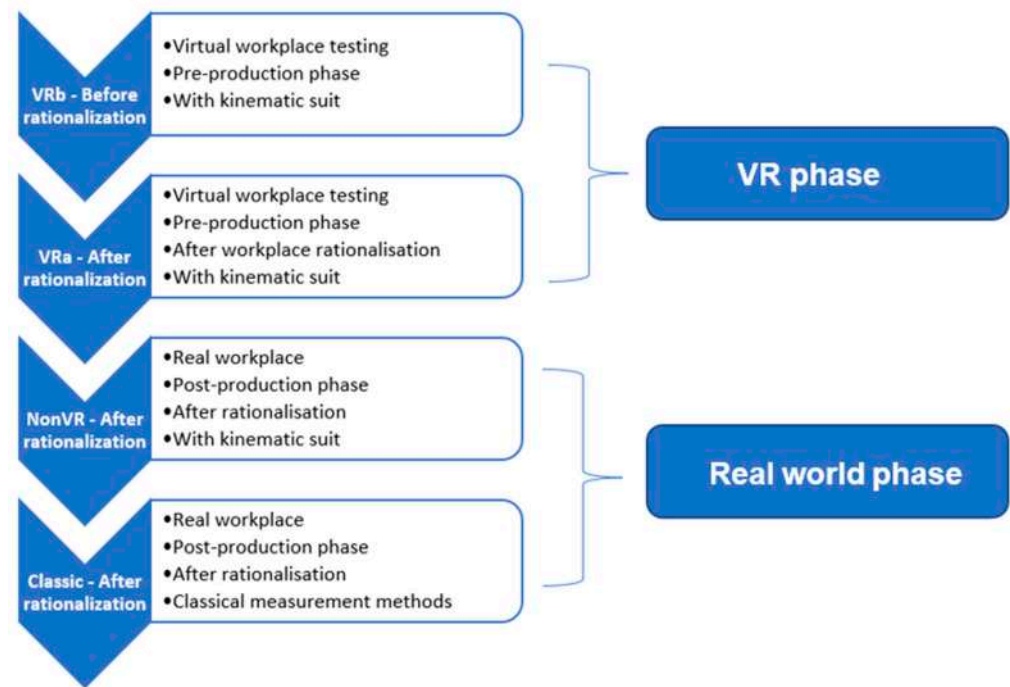 VRb - Before
rationalization
•Virtual workplace testing
•Pre-production phase
•With kinematic suit
VRa - After
rationalization
•Virtual workplace testing
•Pre-production phase
•After workplace rationalisation
•With kinematic suit
VR phase
NonVR - After
rationalization
•Real workplace
•Post-production phase
•After rationalisation
•With kinematic suit
Classic - After
rationalization
•Real workplace
•Post-production phase
•After rationalisation
•Classical measurement methods
Real world phase